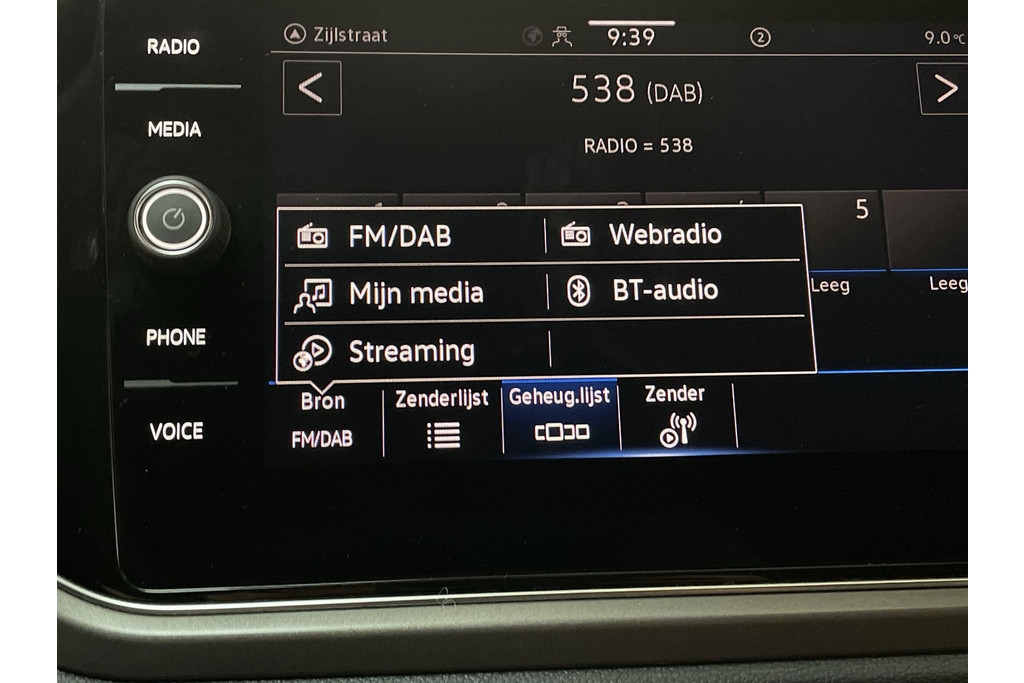 RADIO
Zijlstraat
9:39
2
9.0°C
538 (DAB)
MEDIA
RADIO = 538
5
FM/DAB
Webradio
Mijn media
BT-audio
Leeg
Leeg
Streaming
PHONE
Bron
Zenderlijst
Geheug.lijst
Zender
FM/DAB
VOICE